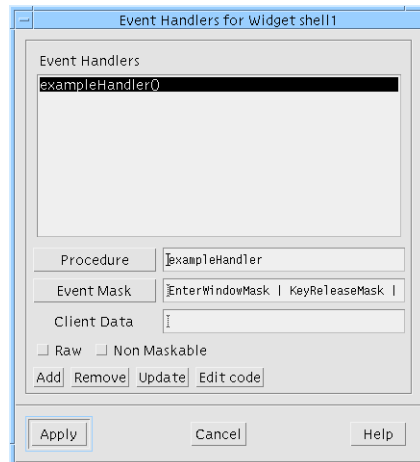 Event Handlers for Widget shell1
Event Handlers
exampleHandler()
Procedure exampleHandler
Event Mask EnterWindowMask | KeyReleaseMask |
Client Data
Raw Non Maskable
Add Remove Update Edit code
Apply Cancel Help